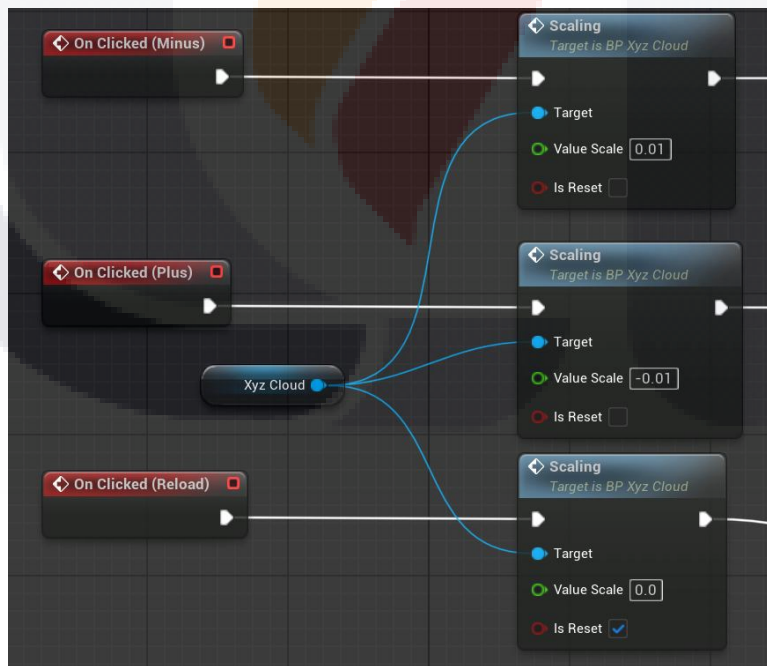 On Clicked (Minus)
Scaling
Target is BP Xyz Cloud
Target
Value Scale 0.01
Is Reset
On Clicked (Plus)
Scaling
Target is BP Xyz Cloud
Target
Value Scale -0.01
Is Reset
Xyz Cloud
On Clicked (Reload)
Scaling
Target is BP Xyz Cloud
Target
Value Scale 0.0
Is Reset